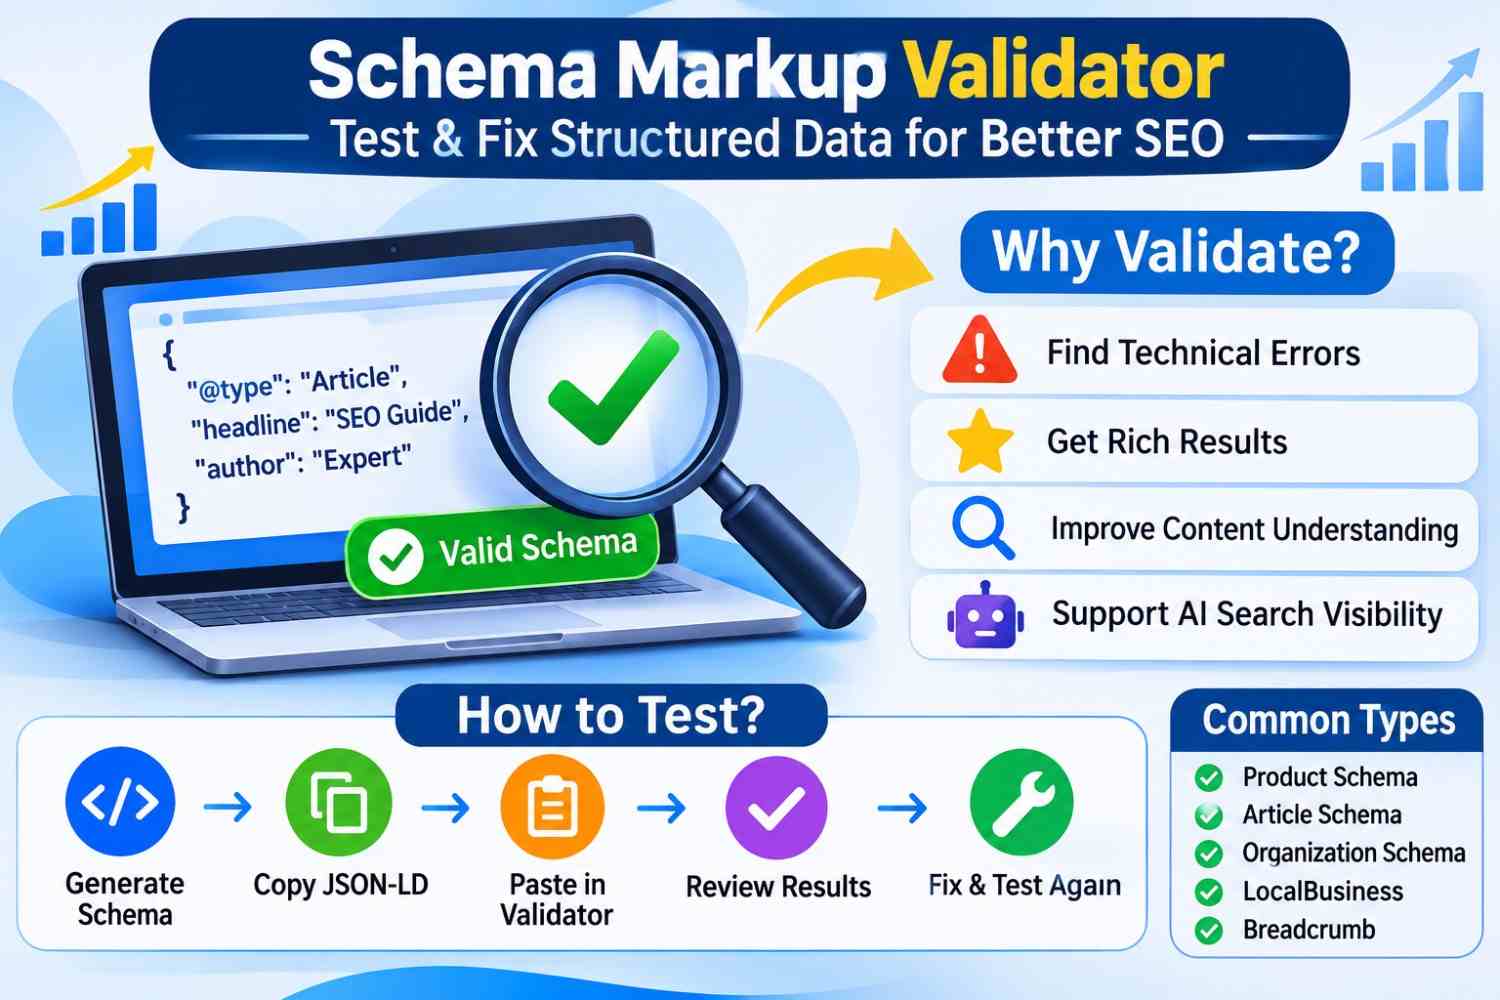 Schema Markup Validator
Test & Fix Structured Data for Better SEO
{
"@type": "Article",
"headline": "SEO Guide",
"author": "Expert"
}
Valid Schema
Why Validate?
Find Technical Errors
Get Rich Results
Improve Content Understanding
Support AI Search Visibility
How to Test?
</>
Generate
Schema
Copy JSON-LD
Paste in
Validator
Review Results
Fix & Test Again
Common Types
Product Schema
Article Schema
Organization Schema
LocalBusiness
Breadcrumb